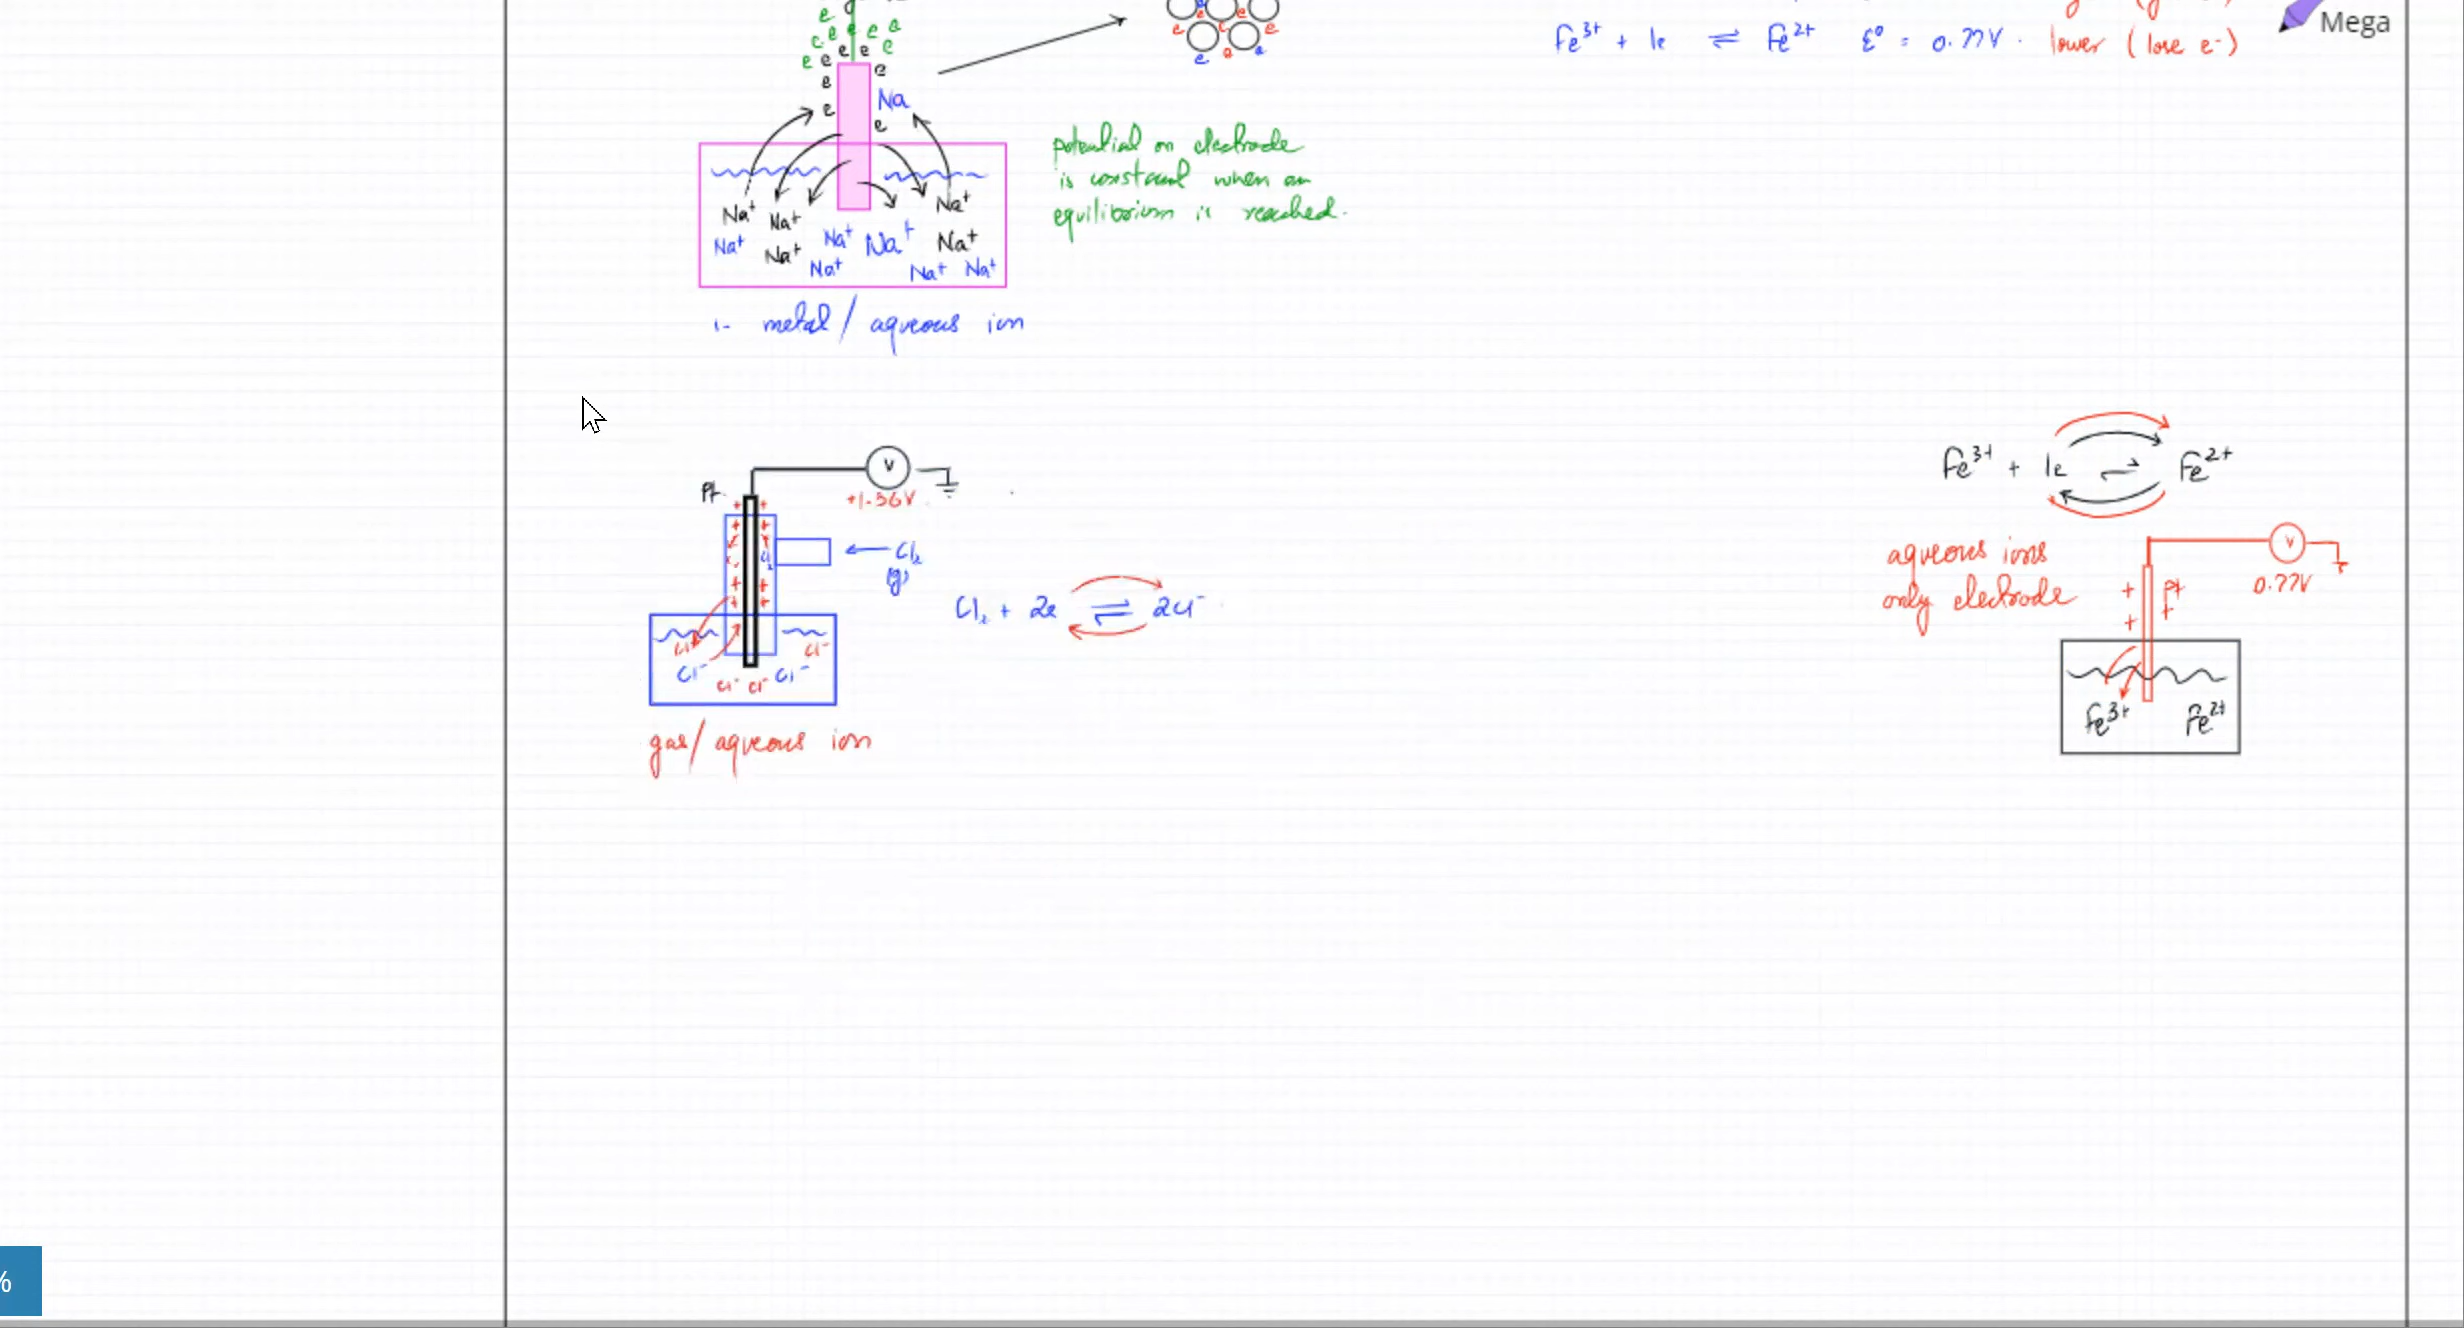 Fe³⁺ + 1e ⇌ Fe²⁺ ε⁰ = 0.77V. lower (lose e-)
Mega
e
e e e e
c e e e e
e e e
e Na
e e
potential on electrode
is constant when an
equilibrium is reached.
Na⁺ Na⁺ Na⁺
Na⁺ Na⁺ Na⁺ Na⁺ Na⁺
Na⁺ Na⁺ Na⁺
1- metal / aqueous ion
Fe³⁺ + 1e ⇌ Fe²⁺
Pt V
+1.36V
Cl₂
(g)
Cl₂ + 2e ⇌ 2Cl⁻
Cl⁻ Cl⁻
Cl⁻ Cl⁻ Cl⁻ Cl⁻
gas/ aqueous ion
aqueous ions
only electrode
V
+ Pt 0.77V
+ +
Fe³⁺ Fe²⁺
%